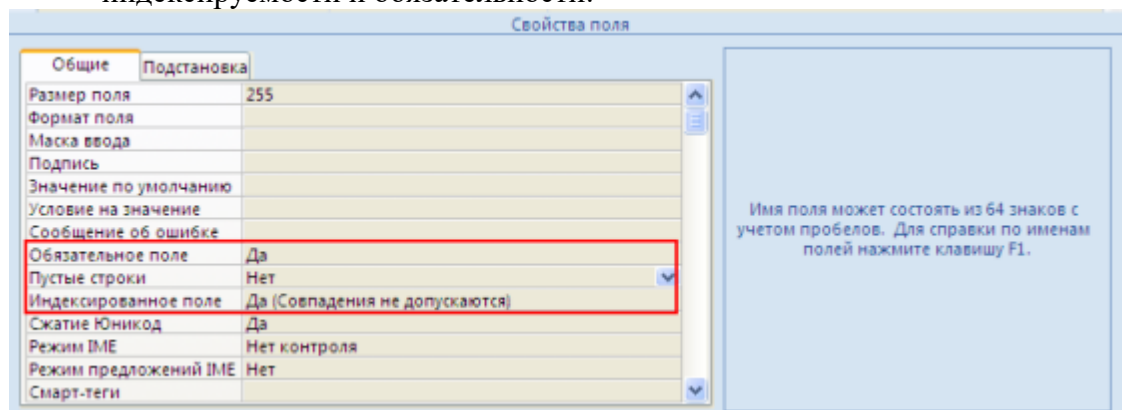 индексируемости и обязательности.
Свойства поля
Общие Подстановка
Размер поля 255
Формат поля
Маска ввода
Подпись
Значение по умолчанию
Условие на значение
Сообщение об ошибке
Обязательное поле Да
Пустые строки Нет
Индексированное поле Да (Совпадения не допускаются)
Сжатие Юникод Да
Режим IME Нет контроля
Режим предложений IME Нет
Смарт-теги
Имя поля может состоять из 64 знаков с
учетом пробелов. Для справки по именам
полей нажмите клавишу F1.